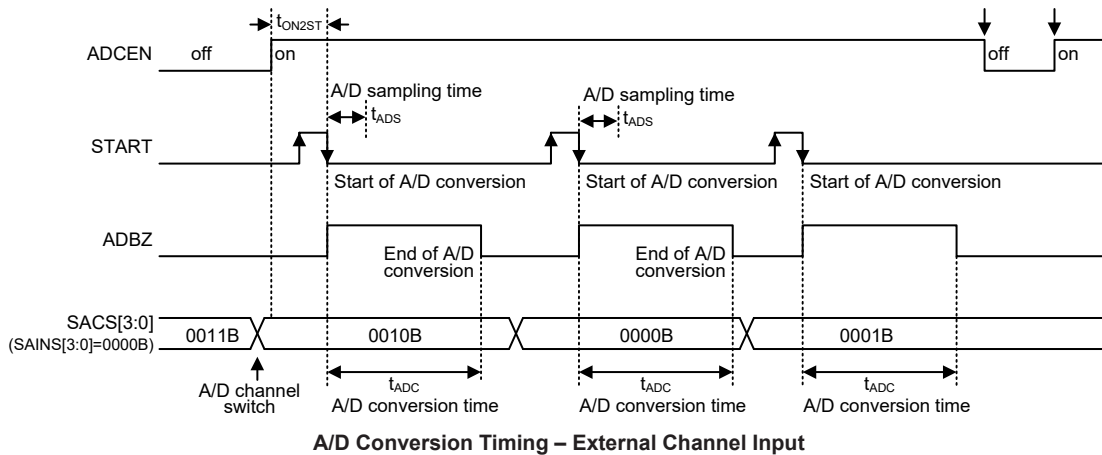 tON2ST
ADCEN
off
on
off
on
A/D sampling time
tADS
A/D sampling time
tADS
START
Start of A/D conversion
Start of A/D conversion
Start of A/D conversion
ADBZ
End of A/D
conversion
End of A/D
conversion
SACS[3:0]
(SAINS[3:0]=0000B)
0011B
0010B
0000B
0001B
A/D channel
switch
tADC
A/D conversion time
tADC
A/D conversion time
tADC
A/D conversion time
A/D Conversion Timing – External Channel Input